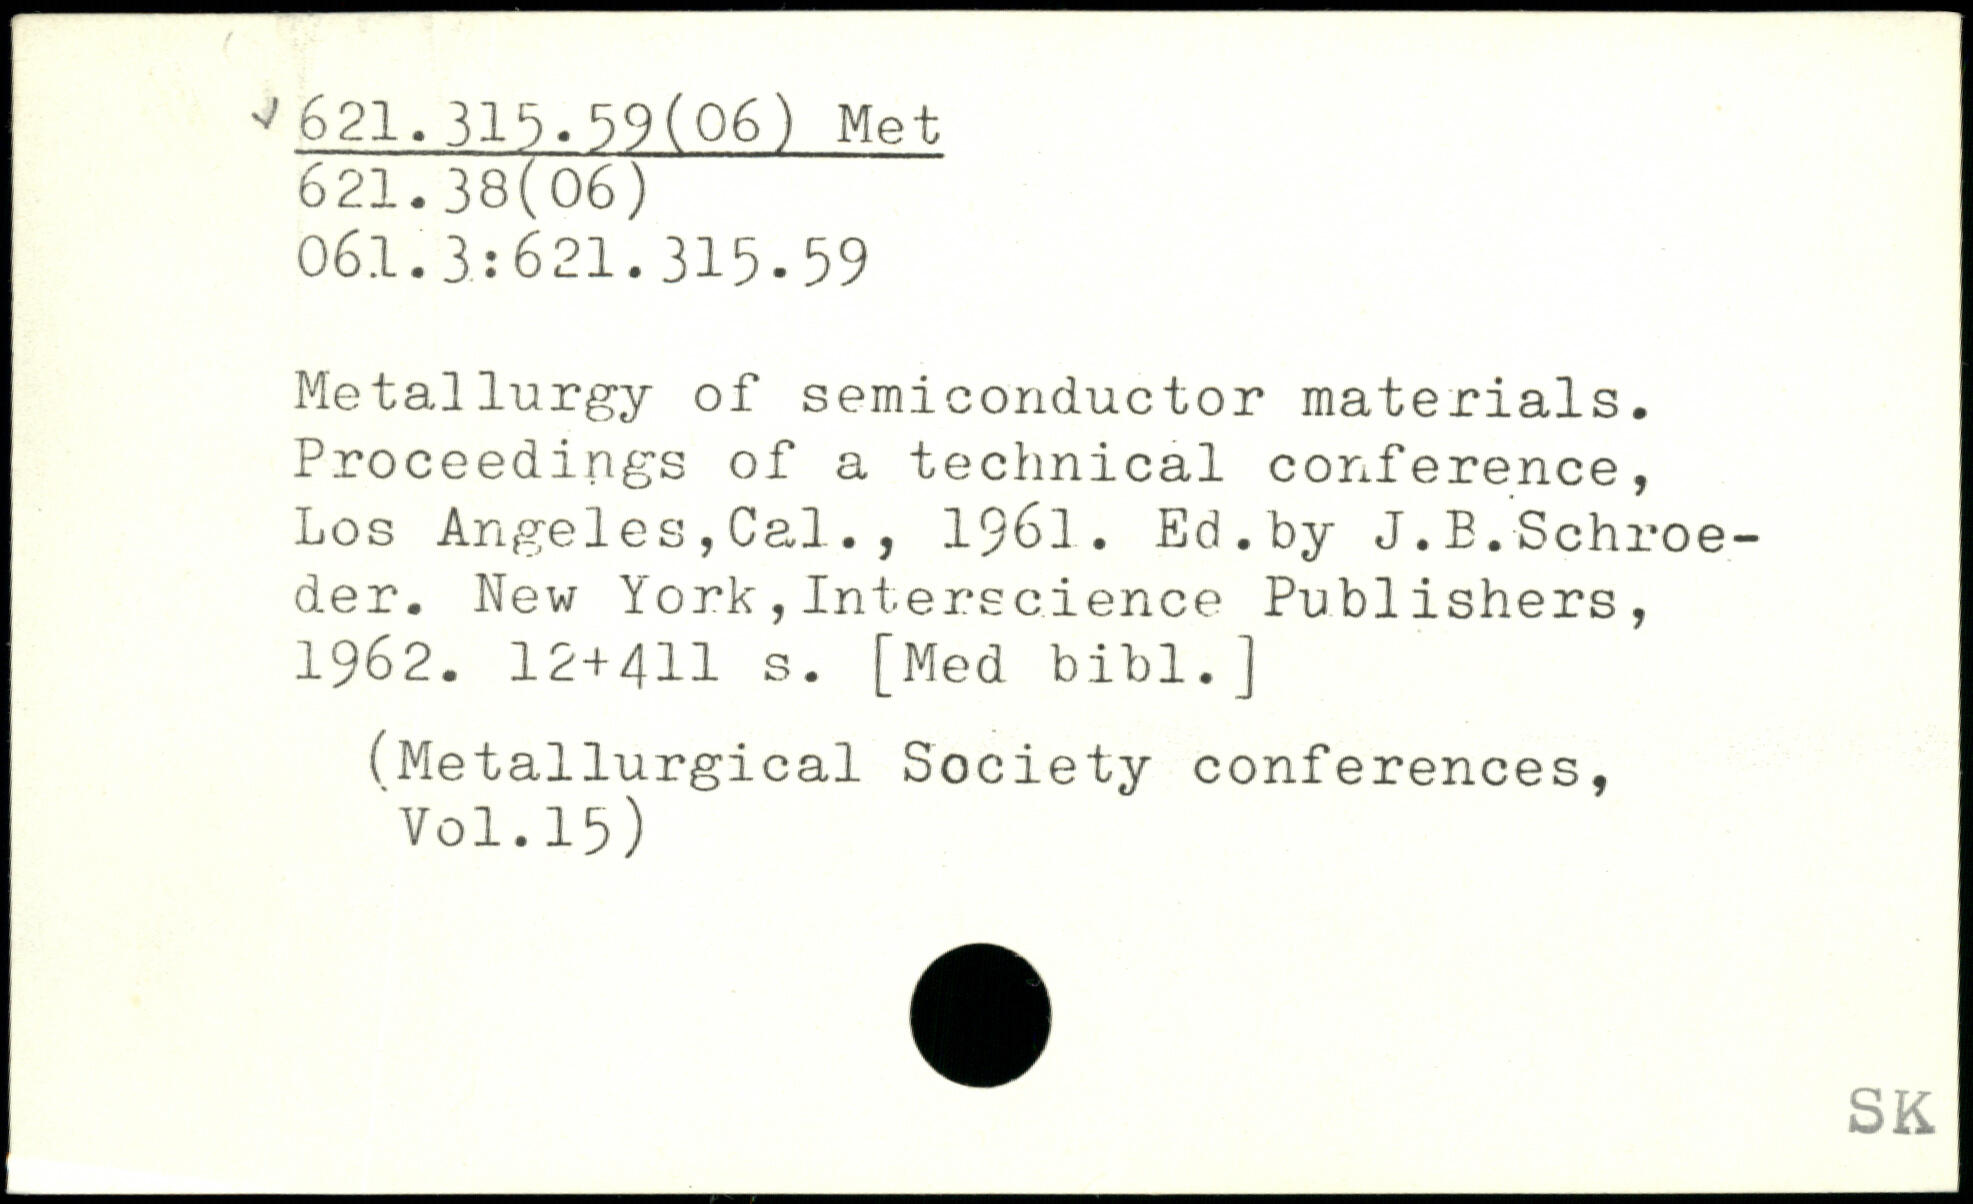 621.315.59(06) Met
621.38(06)
061.3:621.315.59
Metallurgy of semiconductor materials.
Proceedings of a technical conference,
Los Angeles,Cal., 1961. Ed.by J.B.Schroe-
der. New York,Interscience Publishers,
1962. 12+411 s. [Med bibl.]
(Metallurgical Society conferences,
Vol.15)
SK